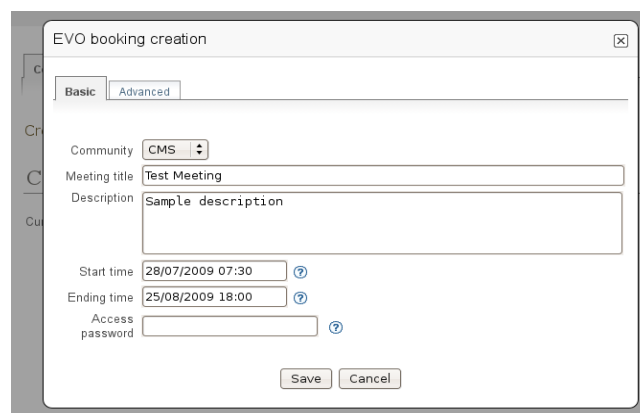 EVO booking creation
Basic Advanced
Community CMS
Meeting title Test Meeting
Description Sample description
Start time 28/07/2009 07:30 ?
Ending time 25/08/2009 18:00 ?
Access password ?
Save Cancel